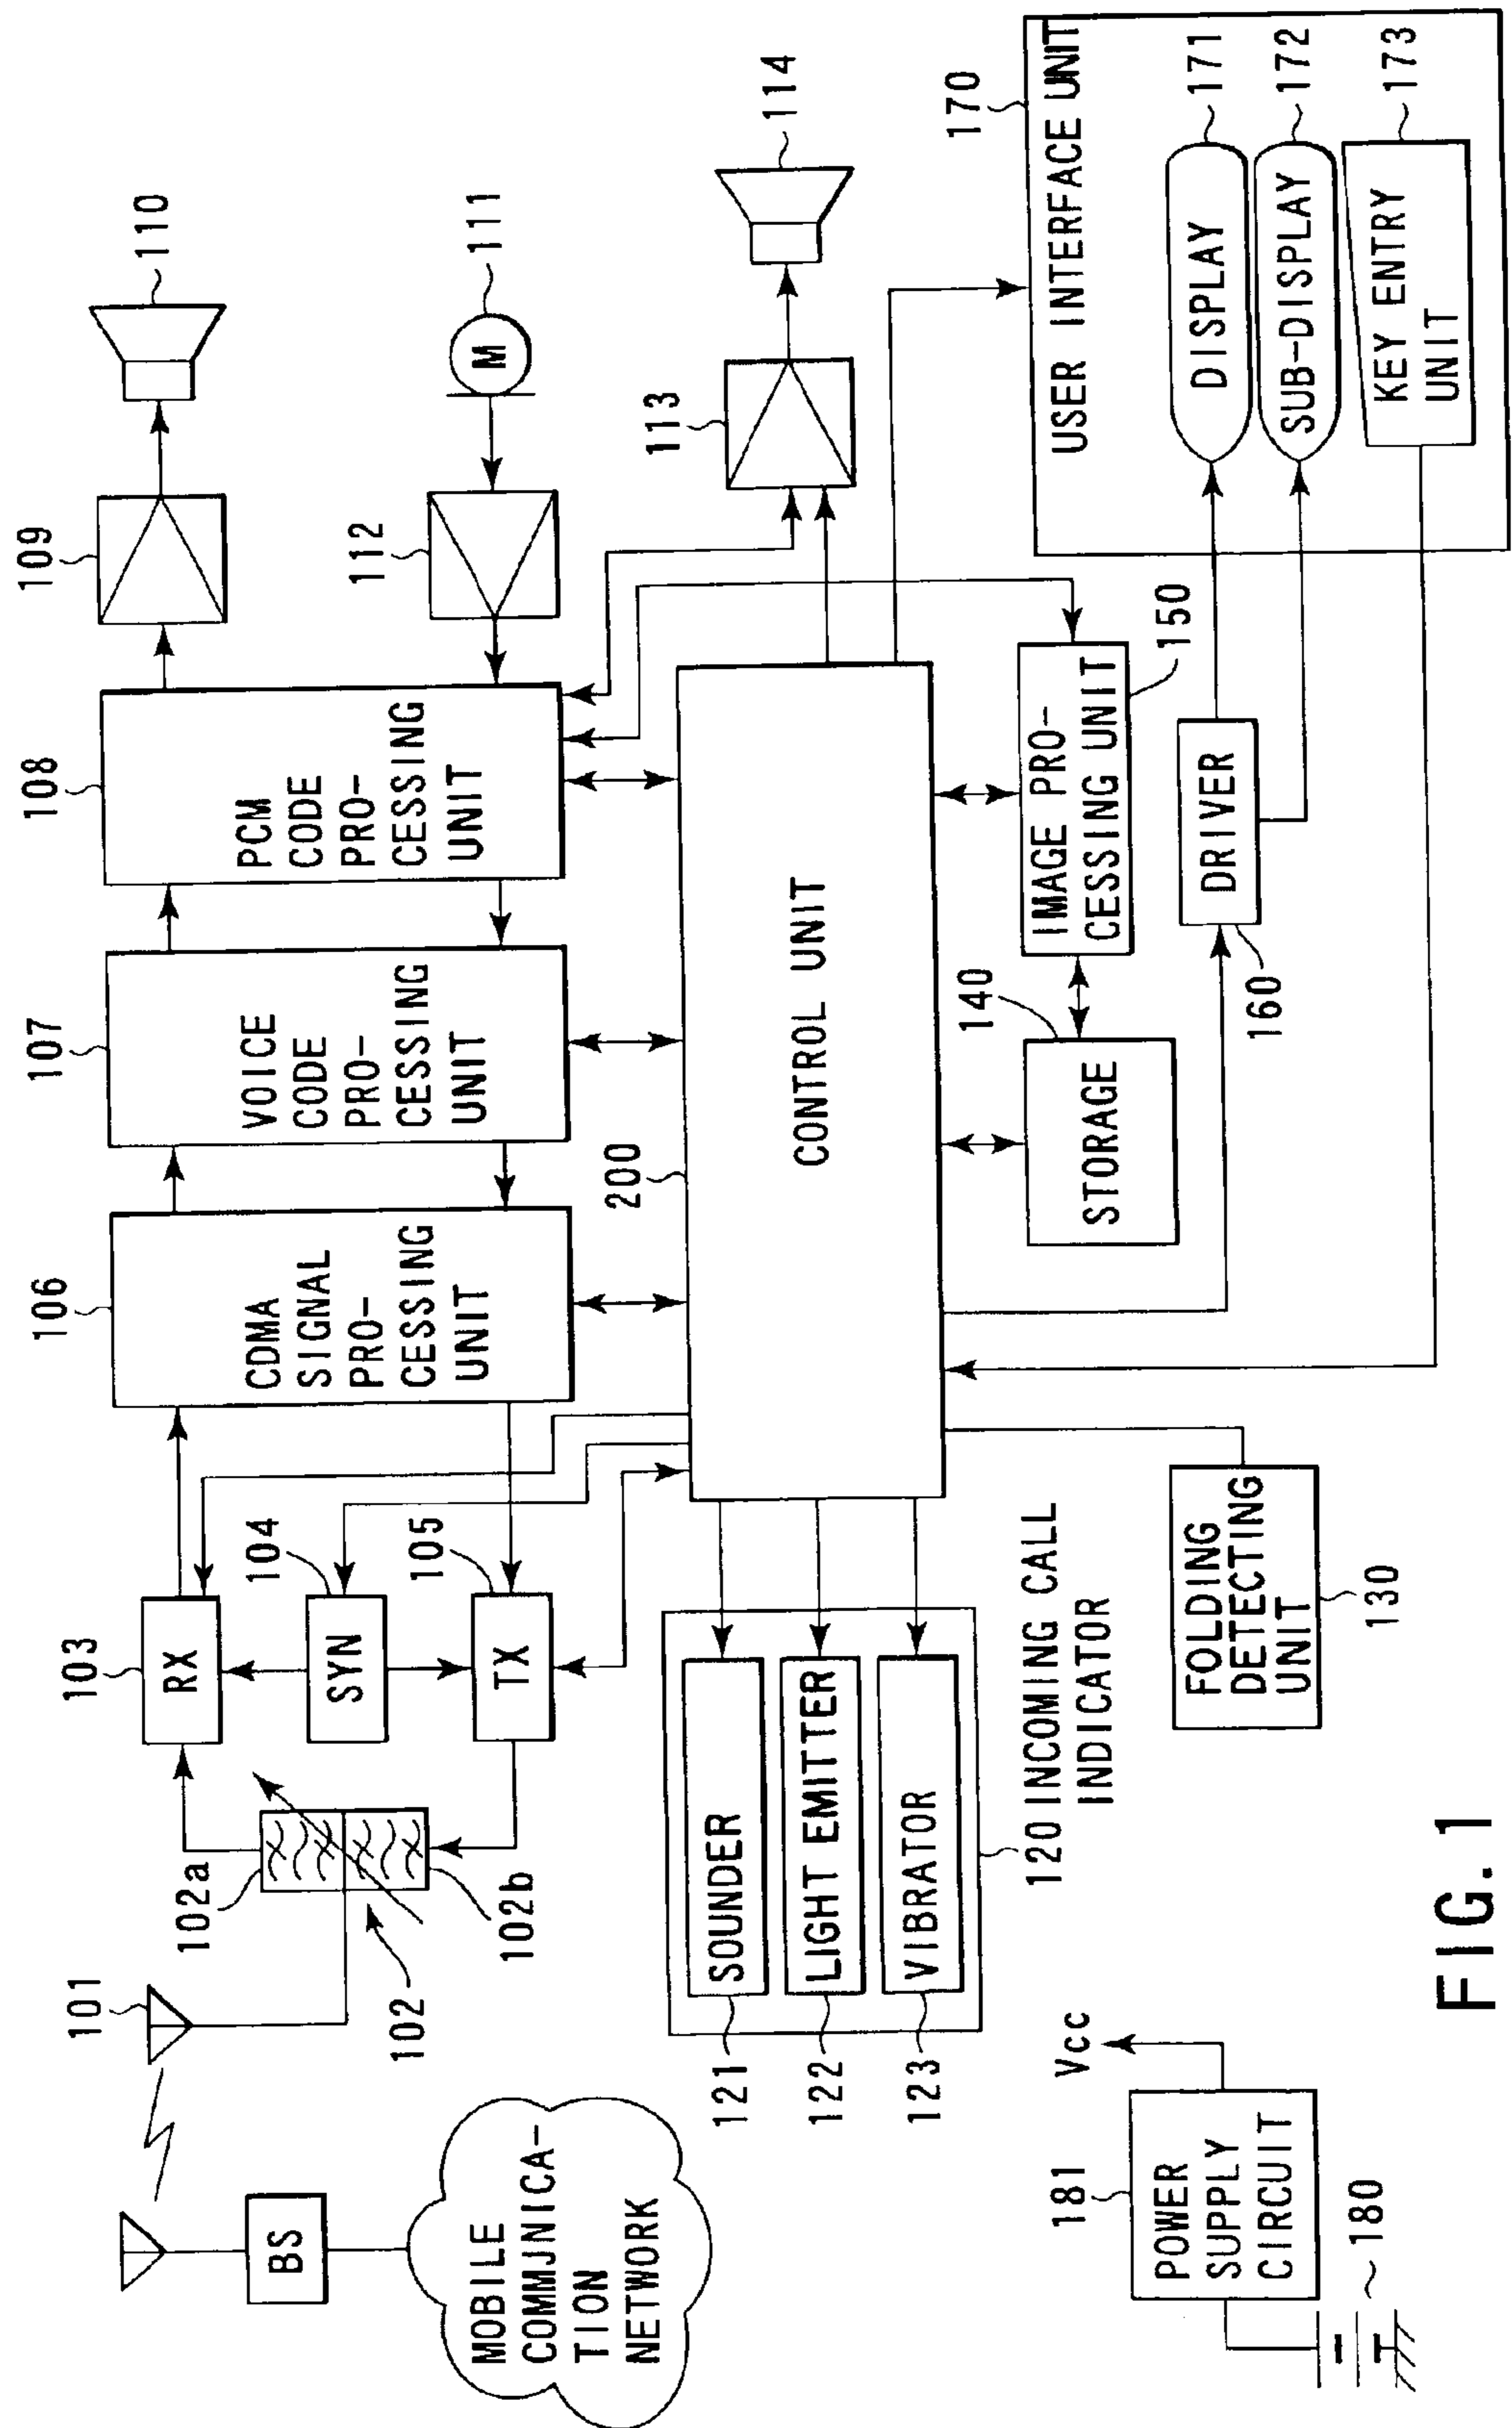 101
102a
102
102b
103
RX
104
SYN
105
TX
106
CDMA
SIGNAL
PRO-
CESSING
UNIT
107
VOICE
CODE
PRO-
CESSING
UNIT
108
PCM
CODE
PRO-
CESSING
UNIT
109
110
112
111
M
113
114
BS
MOBILE
COMMJNICA-
TION
NETWORK
200
CONTROL UNIT
121
SOUNDER
122
LIGHT EMITTER
123
VIBRATOR
120 INCOMING CALL
INDICATOR
140
STORAGE
IMAGE PRO-
CESSING UNIT
150
DRIVER
160
170
USER INTERFACE UNIT
DISPLAY
171
SUB-DISPLAY
172
KEY ENTRY
UNIT
173
FOLDING
DETECTING
UNIT
130
Vcc
181
POWER
SUPPLY
CIRCUIT
180
FIG. 1